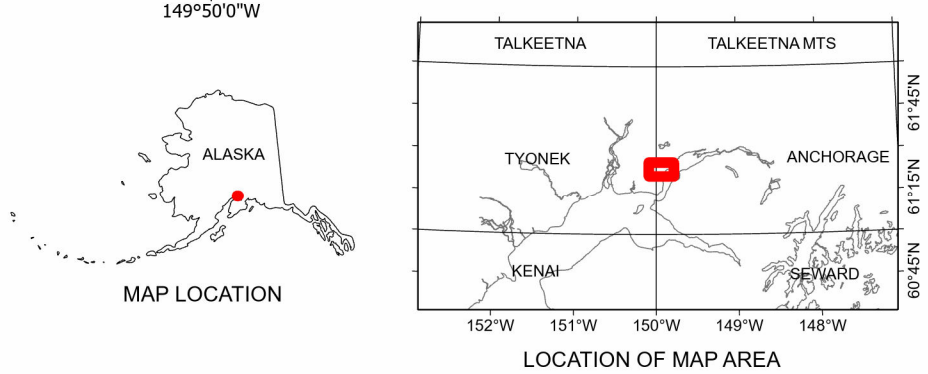 149°50'0"W
ALASKA
MAP LOCATION
TALKEETNA
TALKEETNA MTS
TYONEK
ANCHORAGE
KENAI
SEWARD
61°45'N
61°15'N
60°45'N
152°W
151°W
150°W
149°W
148°W
LOCATION OF MAP AREA